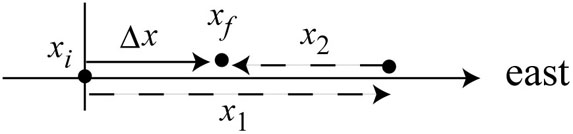 x_f
x_i Δx x_2
east
x_1